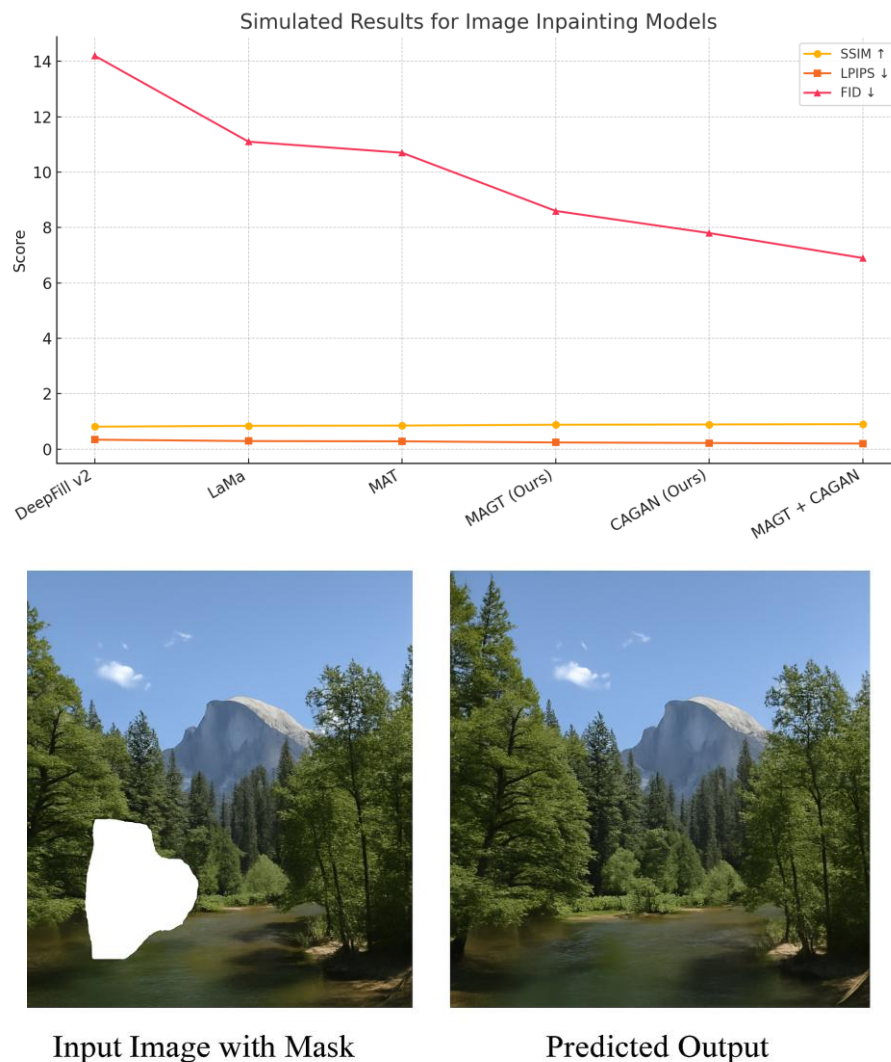 Simulated Results for Image Inpainting Models
SSIM ↑
LPIPS ↓
FID ↓
Score
14
12
10
8
6
4
2
0
DeepFill v2
LaMa
MAT
MAGT (Ours)
CAGAN (Ours)
MAGT + CAGAN
Input Image with Mask
Predicted Output